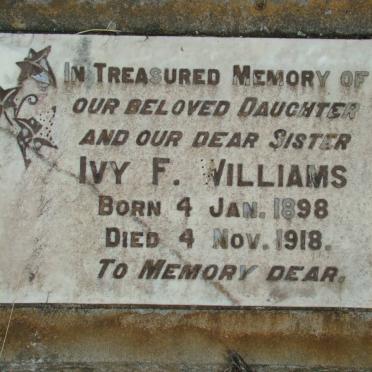 IN TREASURED MEMORY OF
OUR BELOVED DAUGHTER
AND OUR DEAR SISTER
IVY F. WILLIAMS
BORN 4 JAN. 1898
DIED 4 NOV. 1918.
TO MEMORY DEAR.